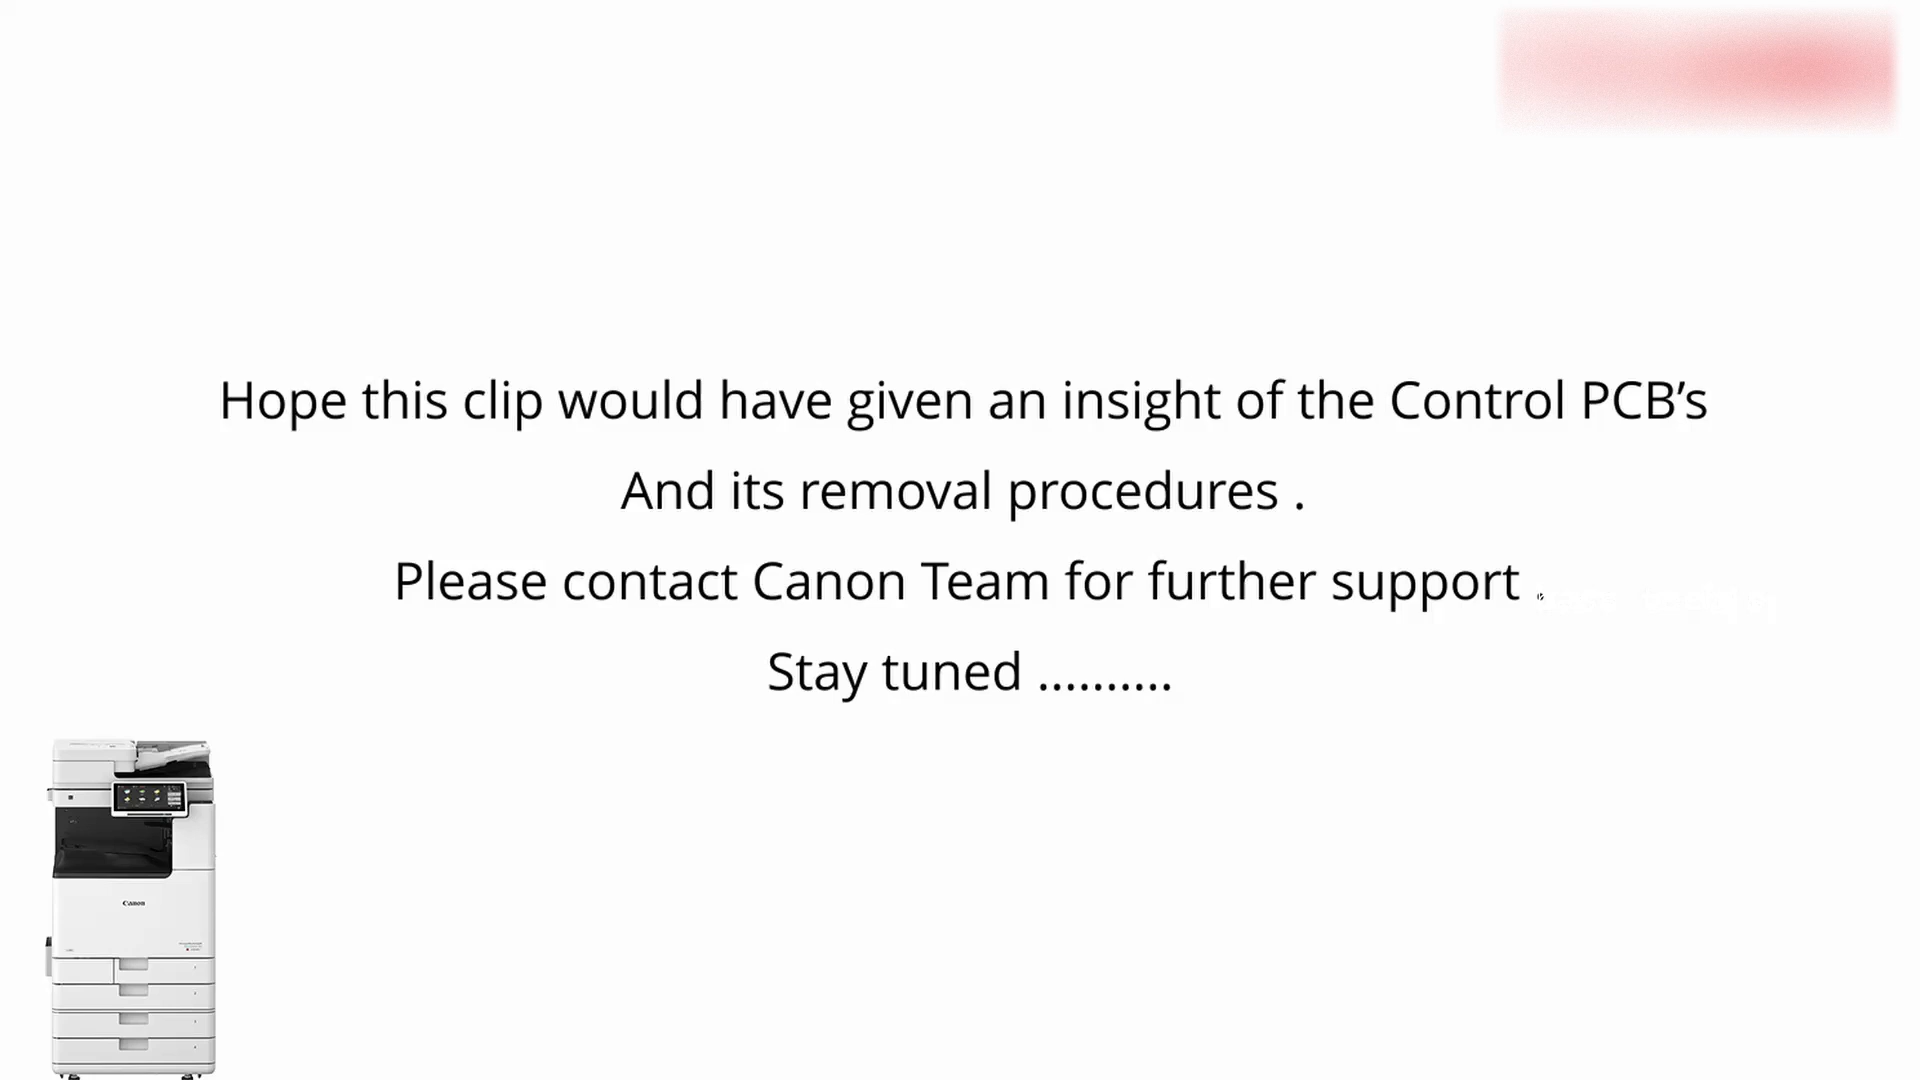 Hope this clip would have given an insight of the Control PCB’s
And its removal procedures .
Please contact Canon Team for further support .
Stay tuned ..........
Canon